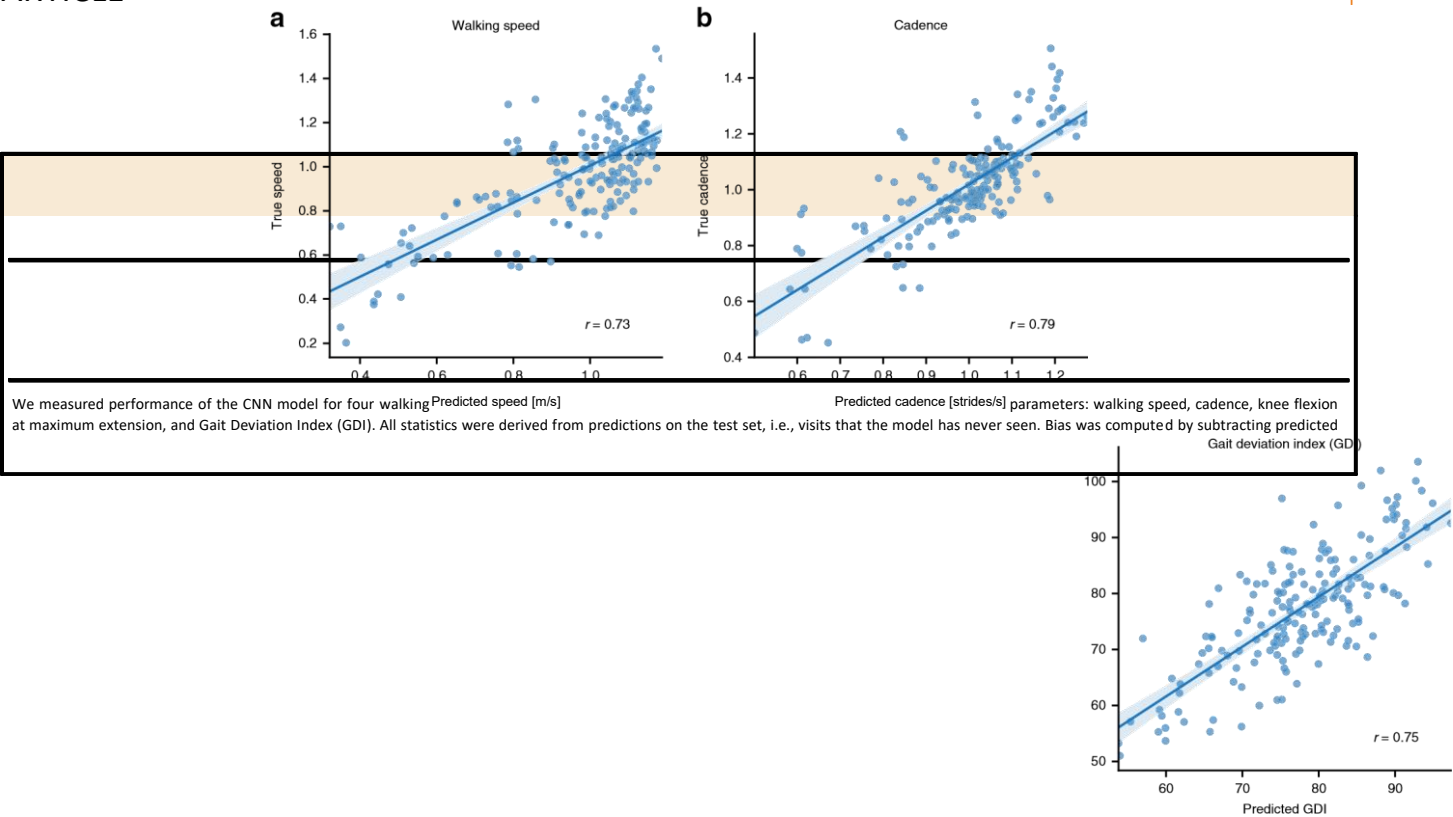 a
Walking speed
1.6
1.4
1.2
1.0
0.8
0.6
0.4
0.2
True speed
r = 0.73
0.4 0.6 0.8 1.0
Predicted speed [m/s]
b
Cadence
1.4
1.2
1.0
0.8
0.6
0.4
True cadence
r = 0.79
0.6 0.7 0.8 0.9 1.0 1.1 1.2
Predicted cadence [strides/s]
We measured performance of the CNN model for four walking parameters: walking speed, cadence, knee flexion
at maximum extension, and Gait Deviation Index (GDI). All statistics were derived from predictions on the test set, i.e., visits that the model has never seen. Bias was computed by subtracting predicted
Gait deviation index (GDI)
100
90
80
70
60
50
r = 0.75
60 70 80 90
Predicted GDI